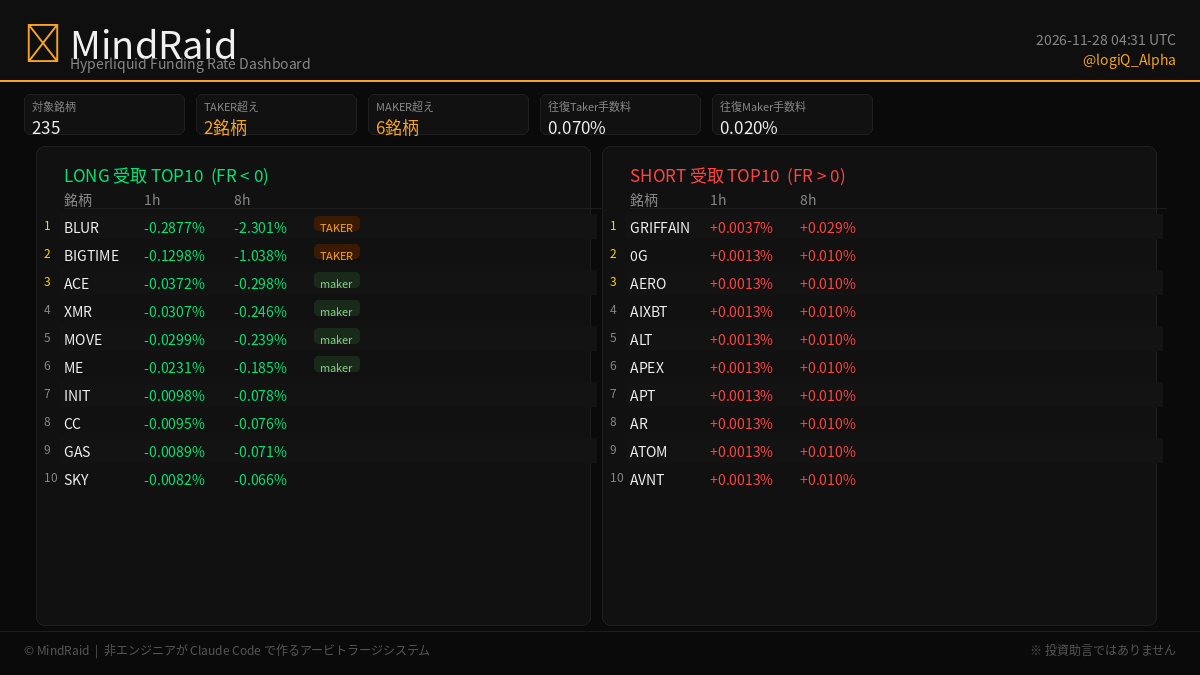 MindRaid
Hyperliquid Funding Rate Dashboard
2026-11-28 04:31 UTC
@logiQ_Alpha
対象銘柄
235
TAKER超え
2銘柄
MAKER超え
6銘柄
往復Taker手数料
0.070%
往復Maker手数料
0.020%
LONG 受取 TOP10 (FR < 0)
銘柄 1h 8h
1 BLUR -0.2877% -2.301% TAKER
2 BIGTIME -0.1298% -1.038% TAKER
3 ACE -0.0372% -0.298% maker
4 XMR -0.0307% -0.246% maker
5 MOVE -0.0299% -0.239% maker
6 ME -0.0231% -0.185% maker
7 INIT -0.0098% -0.078%
8 CC -0.0095% -0.076%
9 GAS -0.0089% -0.071%
10 SKY -0.0082% -0.066%
SHORT 受取 TOP10 (FR > 0)
銘柄 1h 8h
1 GRIFFAIN +0.0037% +0.029%
2 0G +0.0013% +0.010%
3 AERO +0.0013% +0.010%
4 AIXBT +0.0013% +0.010%
5 ALT +0.0013% +0.010%
6 APEX +0.0013% +0.010%
7 APT +0.0013% +0.010%
8 AR +0.0013% +0.010%
9 ATOM +0.0013% +0.010%
10 AVNT +0.0013% +0.010%
© MindRaid | 非エンジニアが Claude Code で作るアービトラージシステム
※ 投資助言ではありません